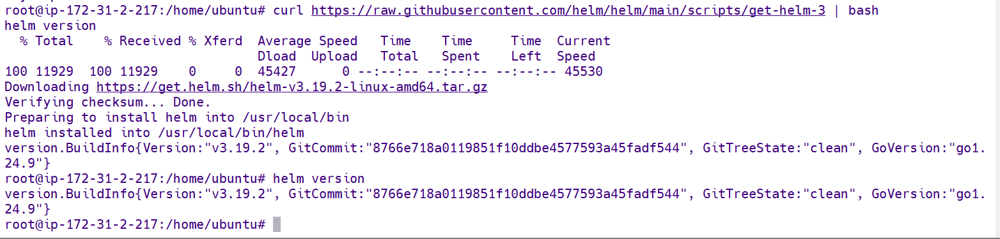 root@ip-172-31-2-217:/home/ubuntu# curl https://raw.githubusercontent.com/helm/helm/main/scripts/get-helm-3 | bash
helm version
  % Total    % Received % Xferd  Average Speed   Time    Time     Time  Current
                                 Dload  Upload   Total   Spent    Left  Speed
100 11929  100 11929    0     0  45427      0 --:--:-- --:--:-- --:--:-- 45530
Downloading https://get.helm.sh/helm-v3.19.2-linux-amd64.tar.gz
Verifying checksum... Done.
Preparing to install helm into /usr/local/bin
helm installed into /usr/local/bin/helm
version.BuildInfo{Version:"v3.19.2", GitCommit:"8766e718a0119851f10ddbe4577593a45fadf544", GitTreeState:"clean", GoVersion:"go1.
24.9"}
root@ip-172-31-2-217:/home/ubuntu# helm version
version.BuildInfo{Version:"v3.19.2", GitCommit:"8766e718a0119851f10ddbe4577593a45fadf544", GitTreeState:"clean", GoVersion:"go1.
24.9"}
root@ip-172-31-2-217:/home/ubuntu#